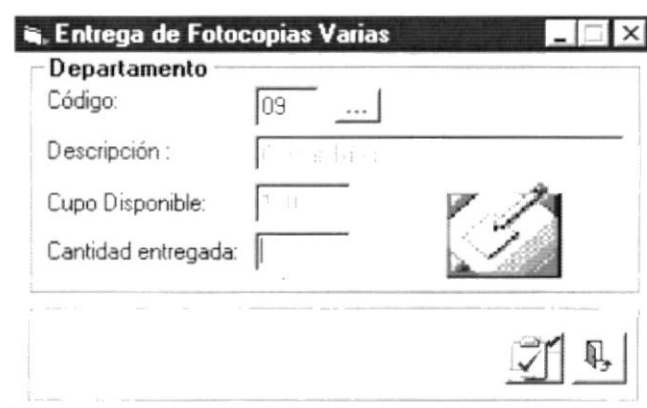 Entrega de Fotocopias Varias
Departamento
Código: 09 ...
Descripción :
Cupo Disponible:
Cantidad entregada: